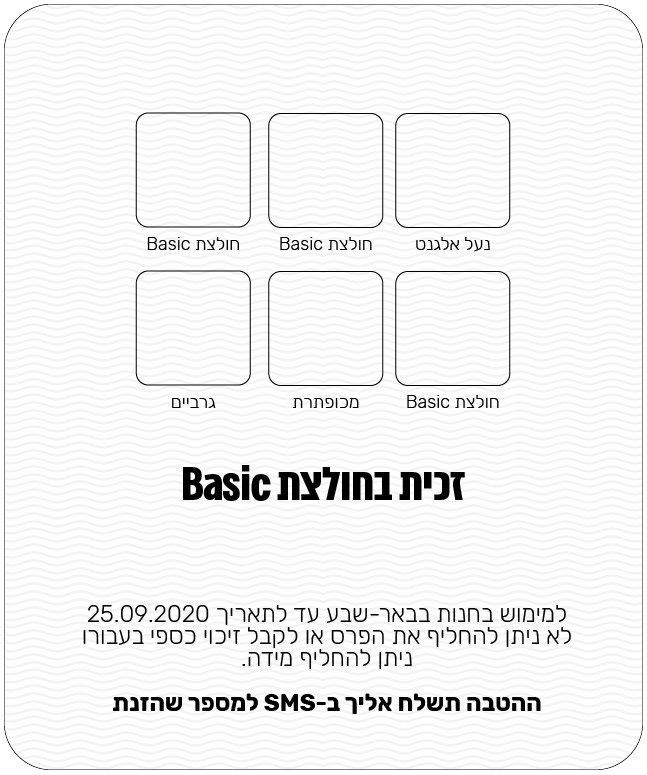 נעל אלגנט
חולצת Basic
חולצת Basic
חולצת Basic
מכופתרת
גרביים
זכית בחולצת Basic
למימוש בחנות בבאר-שבע עד לתאריך 25.09.2020
לא ניתן להחליף את הפרס או לקבל זיכוי כספי בעבורו
ניתן להחליף מידה.
ההטבה תשלח אליך ב-SMS למספר שהזנת